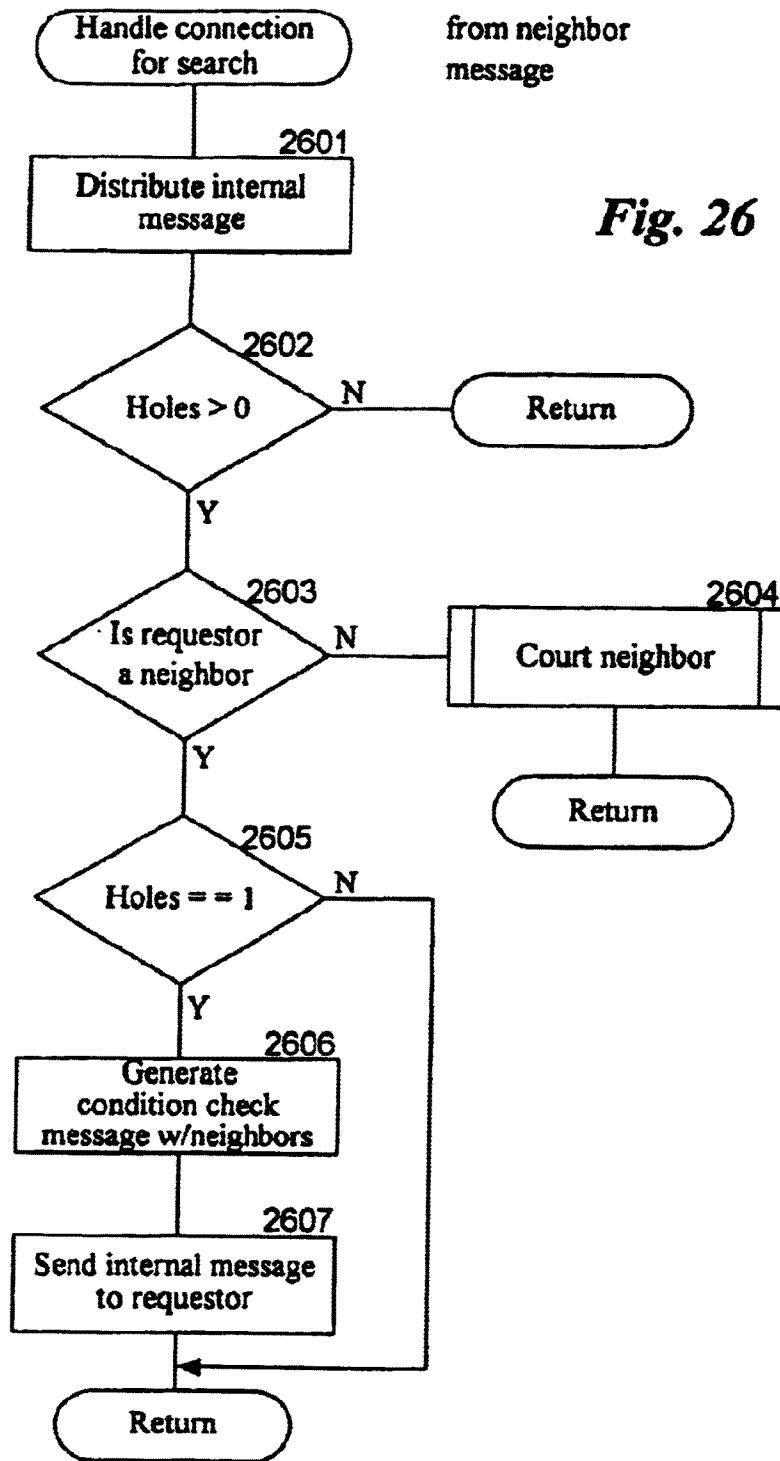 Handle connection
for search
from neighbor
message
2601
Distribute internal
message
Fig. 26
2602
Holes > 0
N
Return
Y
2603
Is requestor
a neighbor
N
2604
Court neighbor
Y
Return
2605
Holes = = 1
N
Y
2606
Generate
condition check
message w/neighbors
2607
Send internal message
to requestor
Return